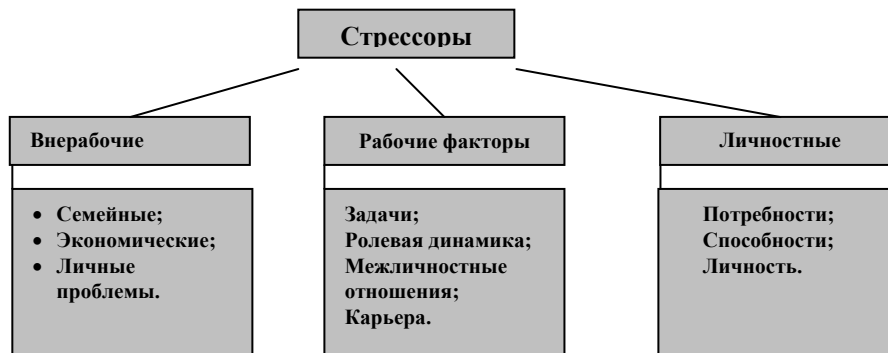 Стрессоры
Внерабочие
Рабочие факторы
Личностные
• Семейные;
• Экономические;
• Личные
проблемы.
Задачи;
Ролевая динамика;
Межличностные
отношения;
Карьера.
Потребности;
Способности;
Личность.